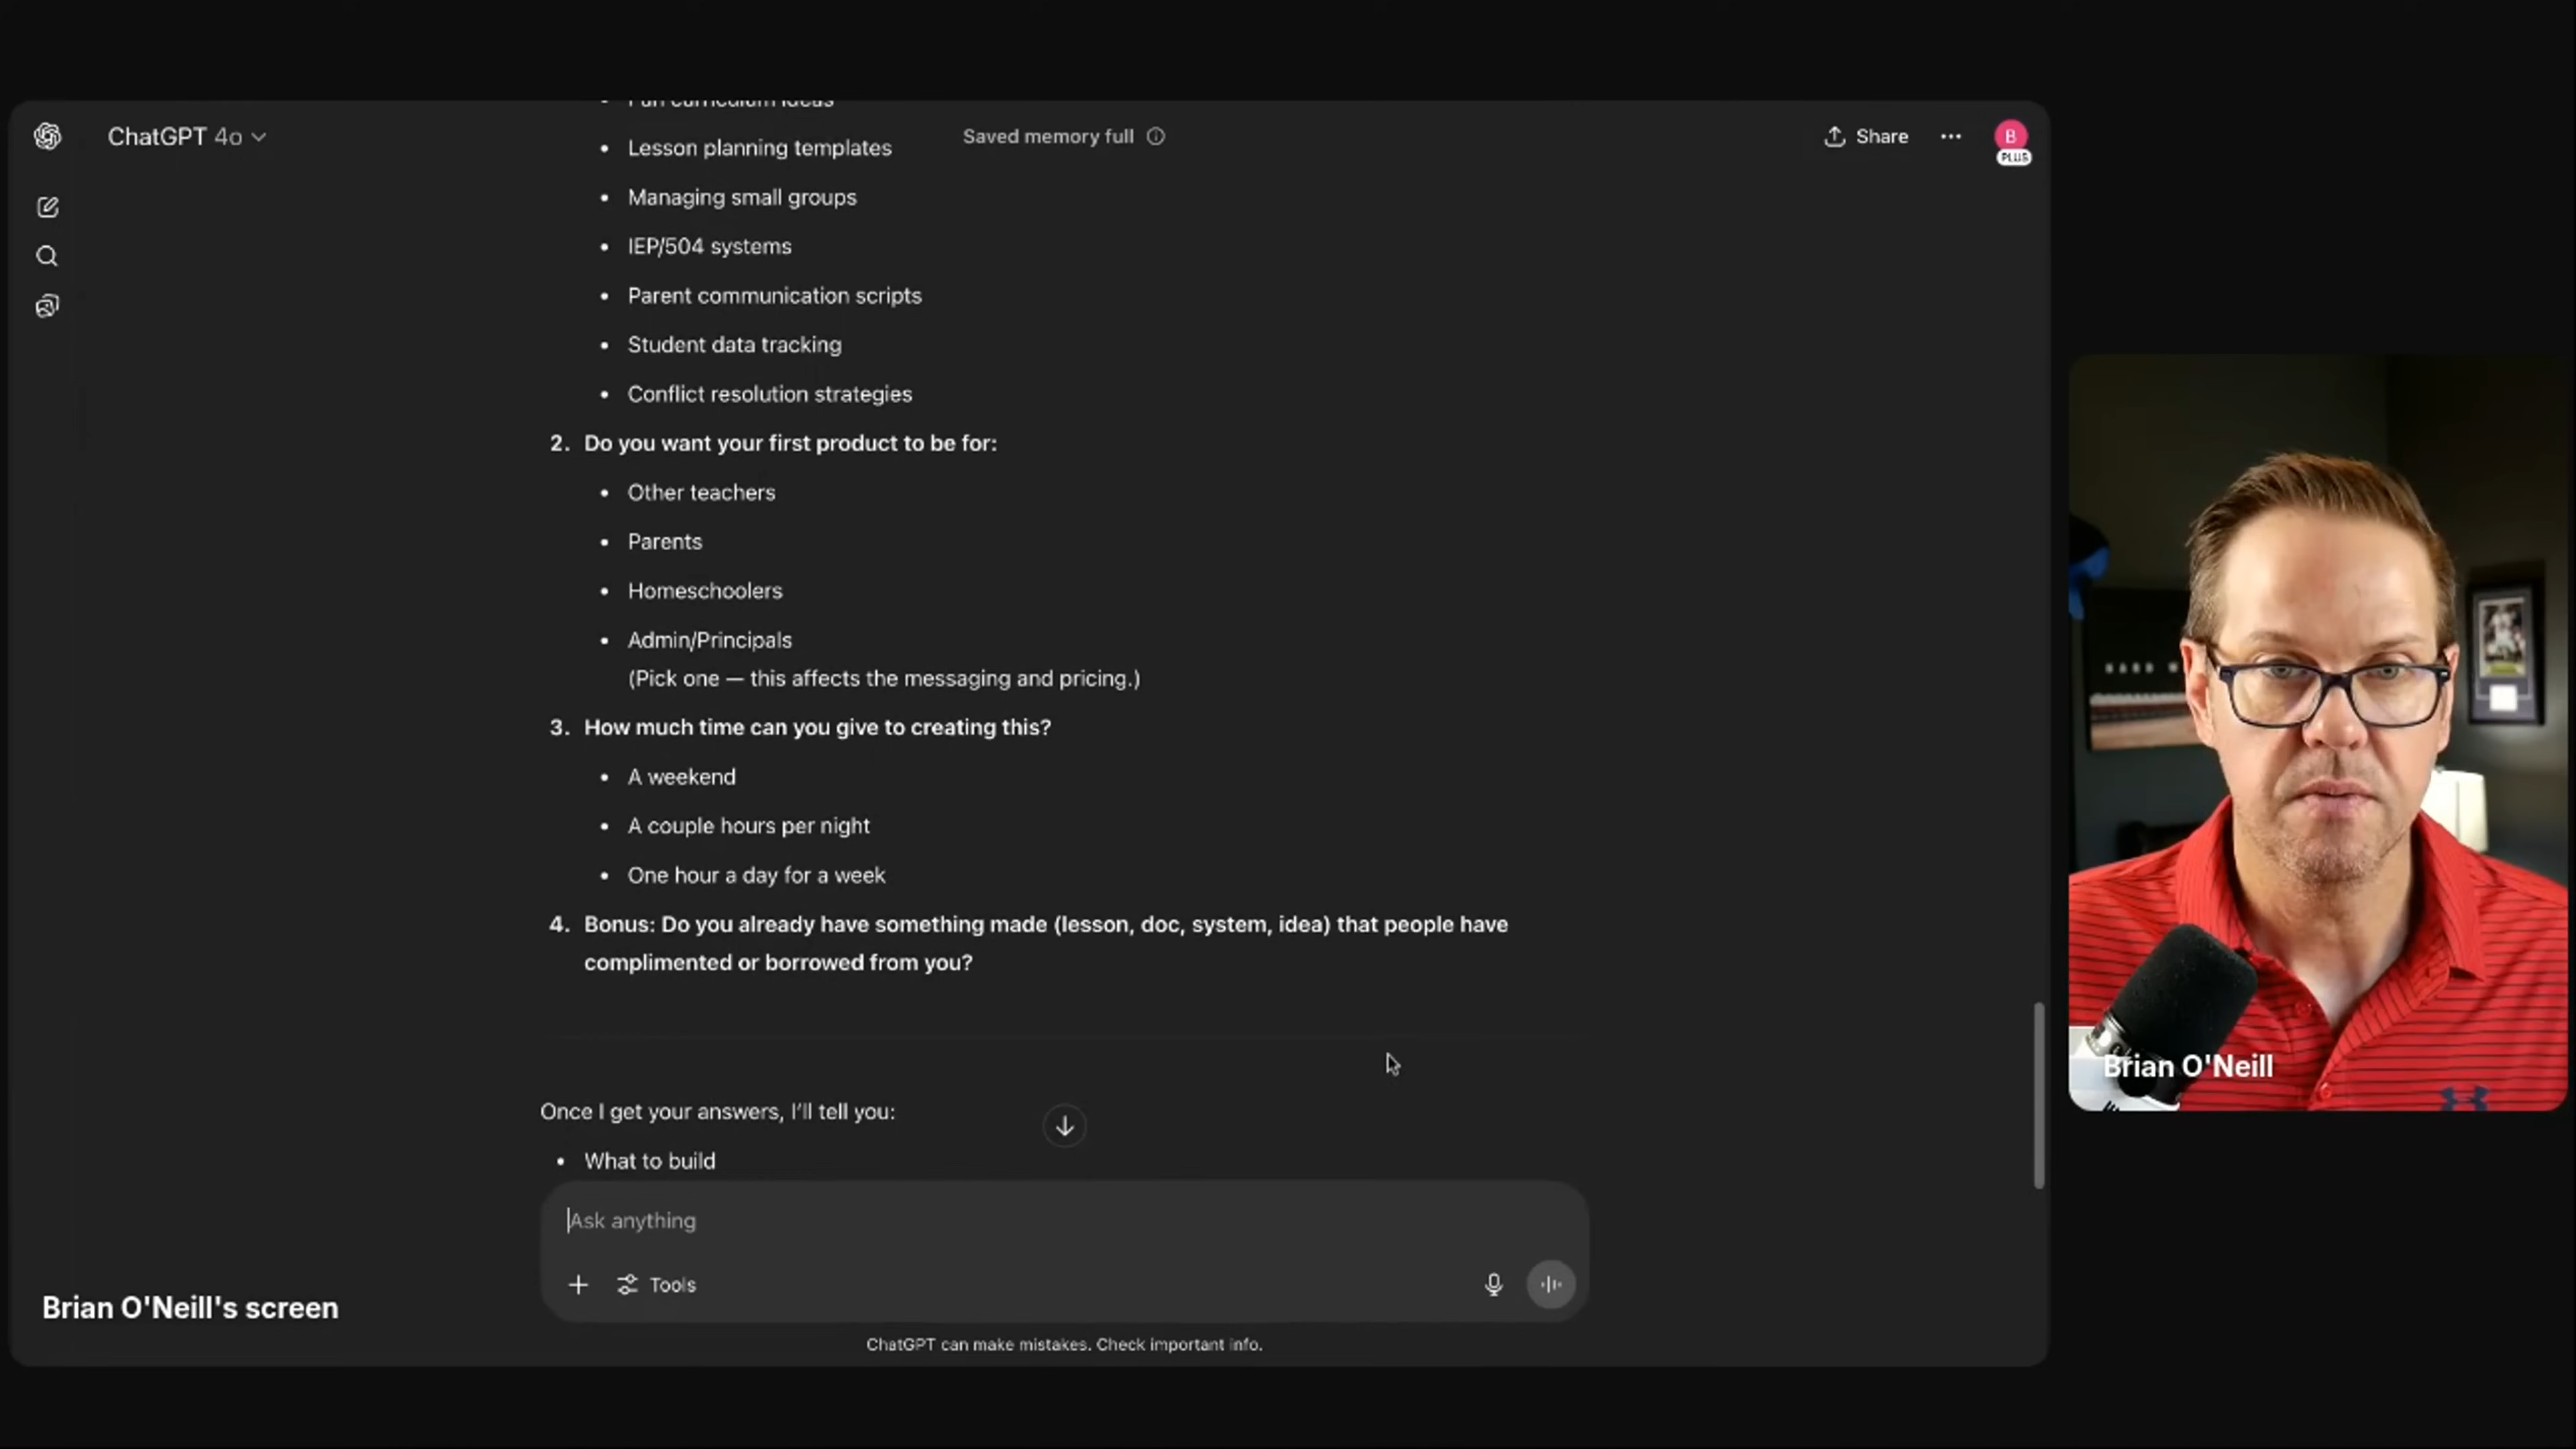 Fun curriculum ideas
ChatGPT 4o
Saved memory full
Share
B
PLUS
• Lesson planning templates
• Managing small groups
• IEP/504 systems
• Parent communication scripts
• Student data tracking
• Conflict resolution strategies
2. Do you want your first product to be for:
• Other teachers
• Parents
• Homeschoolers
• Admin/Principals
(Pick one — this affects the messaging and pricing.)
3. How much time can you give to creating this?
• A weekend
• A couple hours per night
• One hour a day for a week
4. Bonus: Do you already have something made (lesson, doc, system, idea) that people have
complimented or borrowed from you?
Once I get your answers, I'll tell you:
• What to build
Ask anything
Tools
ChatGPT can make mistakes. Check important info.
Brian O'Neill's screen
Brian O'Neill